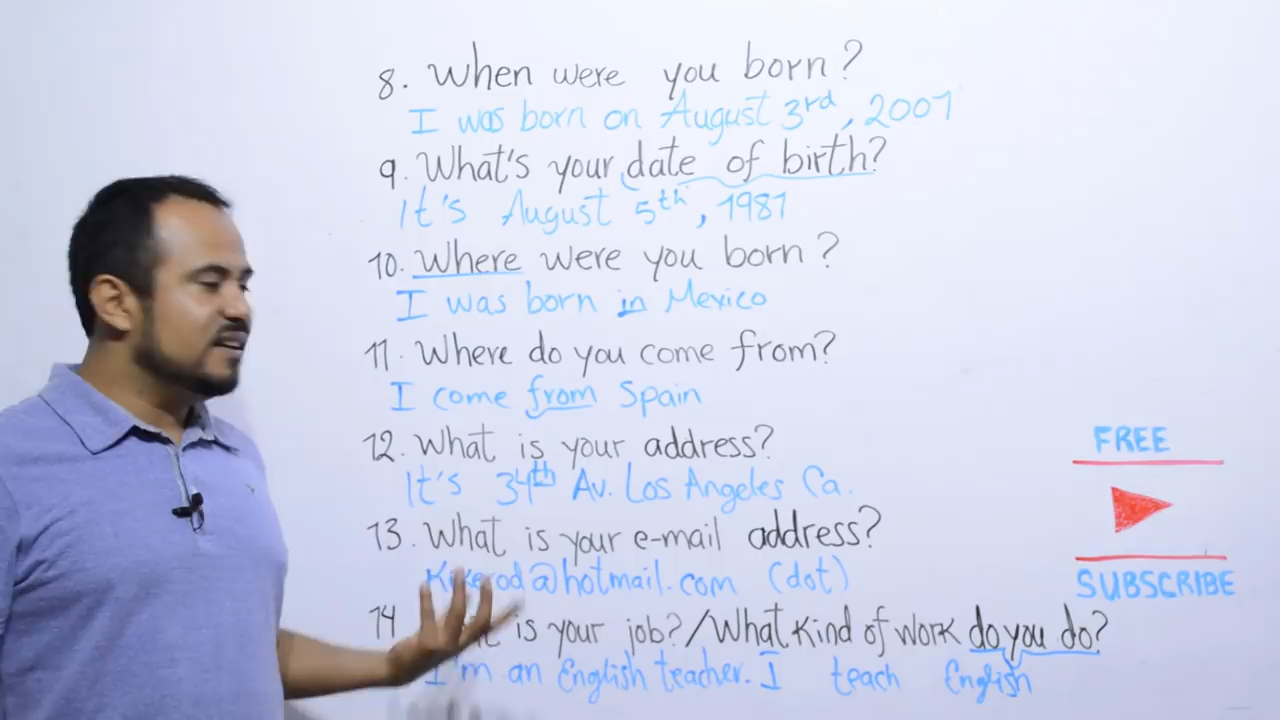 8. When were you born?
I was born on August 3rd, 2001
9. What's your date of birth?
It's August 5th, 1981
10. Where were you born?
I was born in Mexico
11. Where do you come from?
I come from Spain
12. What is your address?
It's 34th Av. Los Angeles Ca.
13. What is your e-mail address?
Kikerod@hotmail.com (dot)
14 is your job?/What Kind of work do you do?
I'm an English teacher. I teach English
FREE
SUBSCRIBE